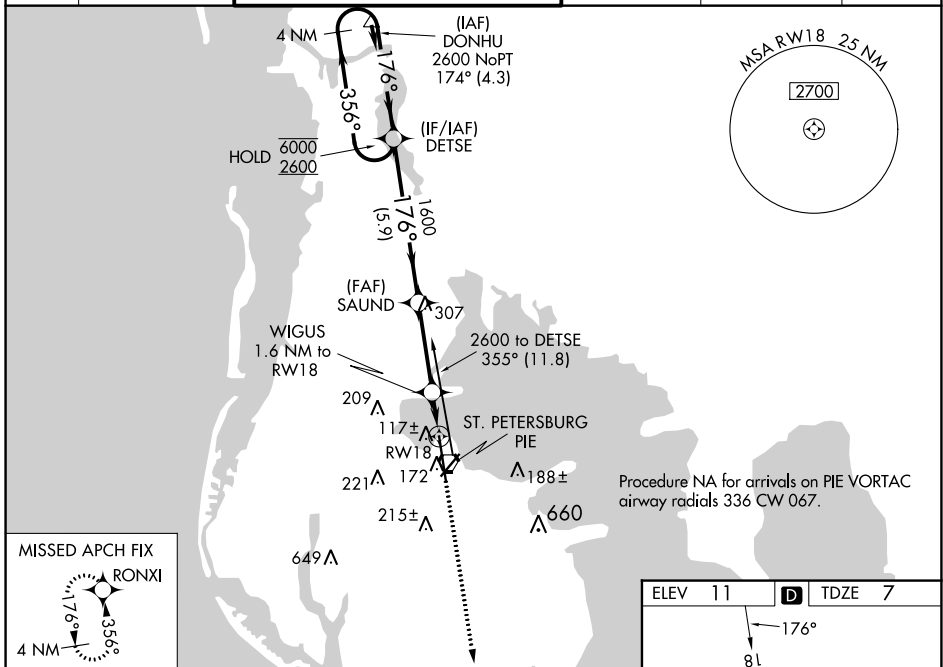 4 NM
(IAF)
DONHU
2600 NoPT
174° (4.3)
176°
356°
(IF/IAF)
DETSE
HOLD 6000
2600
MSA RW18 25 NM
2700
1600
176°
(5.9)
(FAF)
SAUND
307
WIGUS
1.6 NM to
RW18
2600 to DETSE
355° (11.8)
209
117±
ST. PETERSBURG
PIE
RW18
172
221
188±
215±
660
649
Procedure NA for arrivals on PIE VORTAC
airway radials 336 CW 067.
MISSED APCH FIX
RONXI
176°
356°
4 NM
ELEV 11 D TDZE 7
176°
18